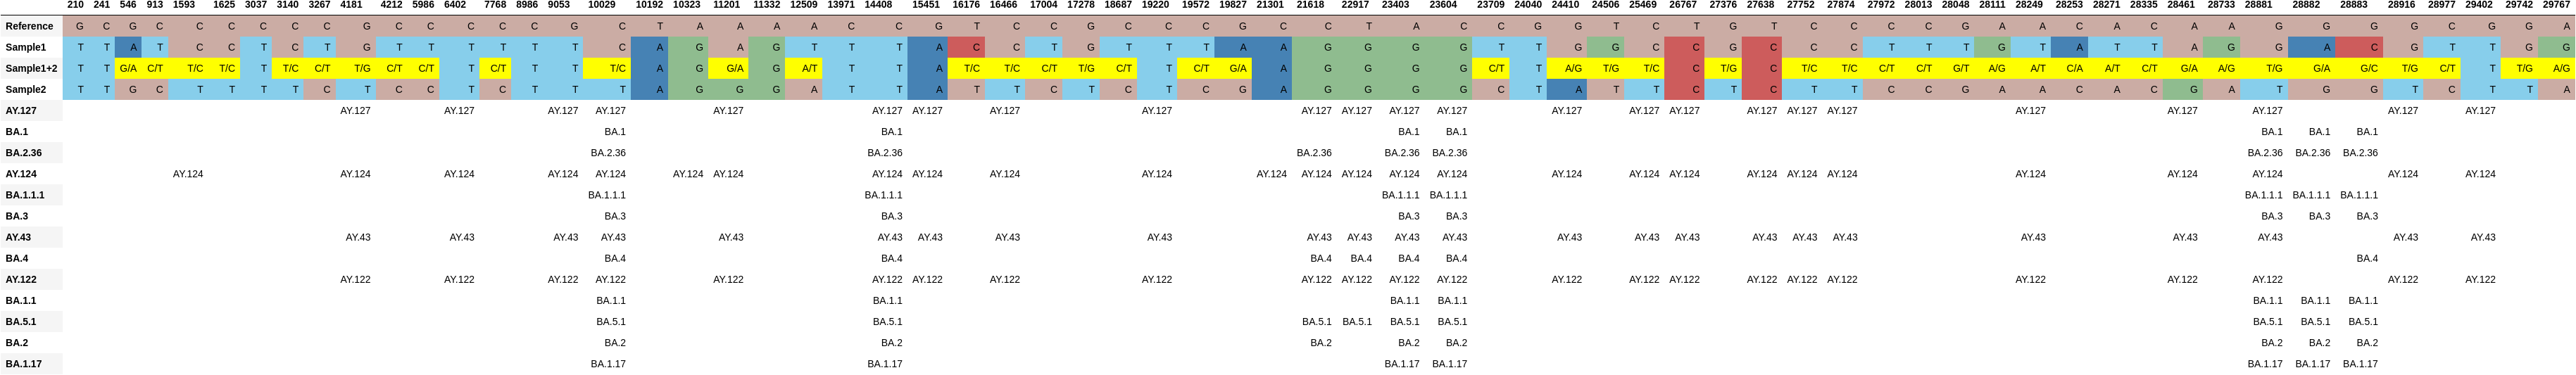 210 241 546 913 1593 1625 3037 3140 3267 4181 4212 5986 6402 7768 8986 9053 10029 10192 10323 11201 11332 12509 13971 14408 15451 16176 16466 17004 17278 18687 19220 19572 19827 21301 21618 22917 23403 23604 23709 24040 24410 24506 25469 26767 27376 27638 27752 27874 27972 28013 28048 28111 28249 28253 28271 28335 28461 28733 28881 28882 28883 28916 28977 29402 29742 29767
Reference G C G C C C C C C G C C C C C G C T A A A A C C G T C C G C C C G C C T A C C G G T C T G T C C C C G A A C A C A A G G G G C G G A
Sample1 T T A T C C T C T G T T T T T T C A G A G T T T A C C T G T T T A A G G G G T T G G C C G C C C T T T G T A T T A G G A C G T T G G
Sample1+2 T T G/A C/T T/C T/C T T/C C/T T/G C/T C/T T C/T T T T/C A G G/A G A/T T T A T/C T/C C/T T/G C/T T C/T G/A A G G G G C/T T A/G T/G T/C C T/G C T/C T/C C/T C/T G/T A/G A/T C/A A/T C/T G/A A/G T/G G/A G/C T/G C/T T T/G A/G
Sample2 T T G C T T T T C T C C T C T T T A G G G A T T A T T C T C T C G A G G G G C T A T T C T C T T C C G A A C A C G A T G G T C T T A
AY.127 AY.127 AY.127 AY.127 AY.127 AY.127 AY.127 AY.127 AY.127 AY.127 AY.127 AY.127 AY.127 AY.127 AY.127 AY.127 AY.127 AY.127 AY.127 AY.127 AY.127 AY.127 AY.127 AY.127 AY.127
BA.1 BA.1 BA.1 BA.1 BA.1 BA.1 BA.1 BA.1
BA.2.36 BA.2.36 BA.2.36 BA.2.36 BA.2.36 BA.2.36 BA.2.36 BA.2.36 BA.2.36
AY.124 AY.124 AY.124 AY.124 AY.124 AY.124 AY.124 AY.124 AY.124 AY.124 AY.124 AY.124 AY.124 AY.124 AY.124 AY.124 AY.124 AY.124 AY.124 AY.124 AY.124 AY.124 AY.124 AY.124 AY.124 AY.124 AY.124
BA.1.1.1 BA.1.1.1 BA.1.1.1 BA.1.1.1 BA.1.1.1 BA.1.1.1 BA.1.1.1 BA.1.1.1
BA.3 BA.3 BA.3 BA.3 BA.3 BA.3 BA.3 BA.3
AY.43 AY.43 AY.43 AY.43 AY.43 AY.43 AY.43 AY.43 AY.43 AY.43 AY.43 AY.43 AY.43 AY.43 AY.43 AY.43 AY.43 AY.43 AY.43 AY.43 AY.43 AY.43 AY.43 AY.43 AY.43
BA.4 BA.4 BA.4 BA.4 BA.4 BA.4 BA.4 BA.4
AY.122 AY.122 AY.122 AY.122 AY.122 AY.122 AY.122 AY.122 AY.122 AY.122 AY.122 AY.122 AY.122 AY.122 AY.122 AY.122 AY.122 AY.122 AY.122 AY.122 AY.122 AY.122 AY.122 AY.122 AY.122
BA.1.1 BA.1.1 BA.1.1 BA.1.1 BA.1.1 BA.1.1 BA.1.1 BA.1.1
BA.5.1 BA.5.1 BA.5.1 BA.5.1 BA.5.1 BA.5.1 BA.5.1 BA.5.1 BA.5.1 BA.5.1
BA.2 BA.2 BA.2 BA.2 BA.2 BA.2 BA.2 BA.2 BA.2
BA.1.17 BA.1.17 BA.1.17 BA.1.17 BA.1.17 BA.1.17 BA.1.17 BA.1.17